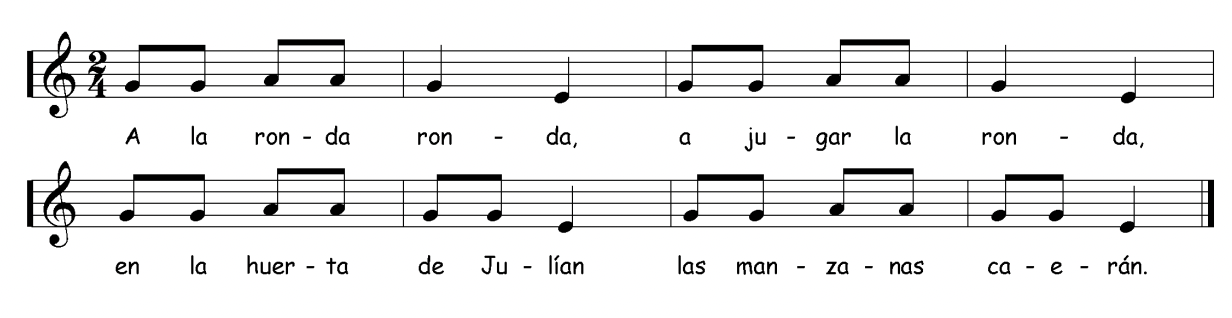 2
4
A la ron - da ron - da, a ju - gar la ron - da,
en la huer - ta de Ju - lían las man - za - nas ca - e - rán.